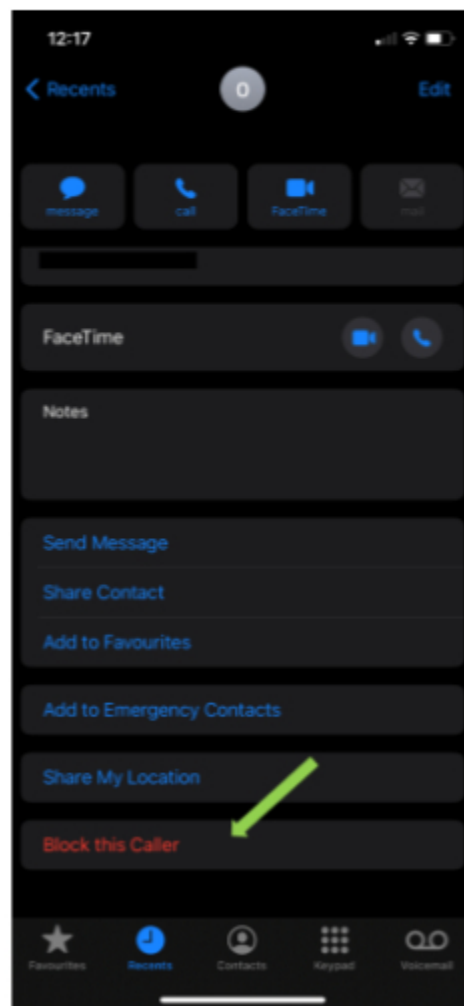 12:17
Recents
O
Edit
message
call
FaceTime
mail
FaceTime
Notes
Send Message
Share Contact
Add to Favourites
Add to Emergency Contacts
Share My Location
Block this Caller
Favourites
Recents
Contacts
Keypad
Voicemail